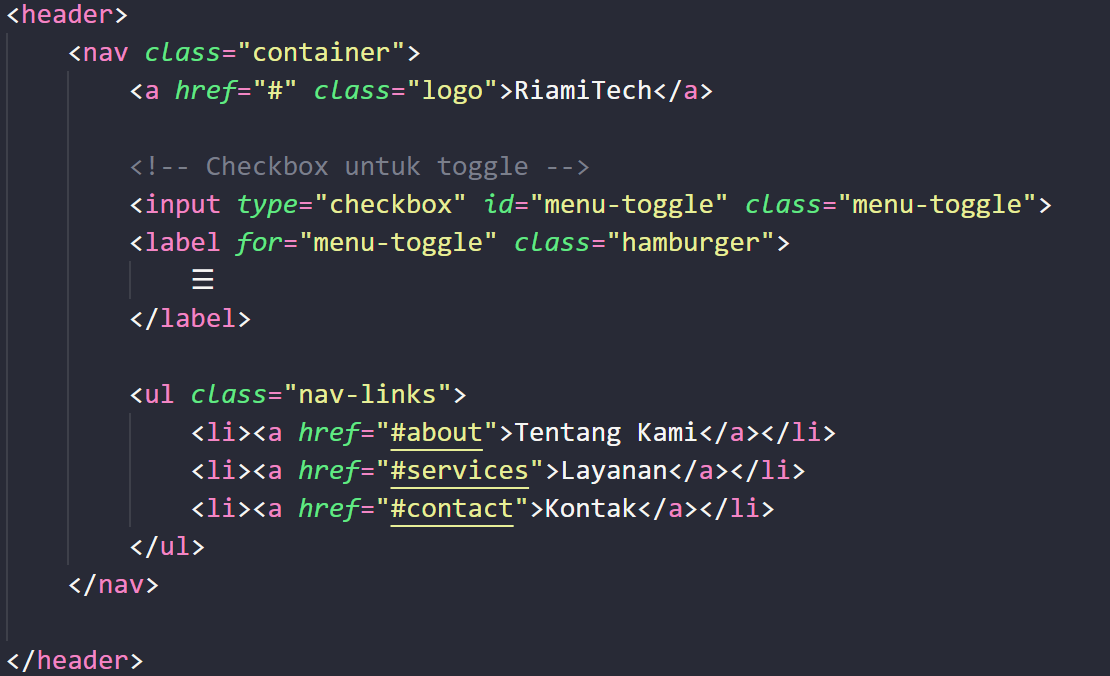 <header>
    <nav class="container">
        <a href="#" class="logo">RiamiTech</a>
        <!-- Checkbox untuk toggle -->
        <input type="checkbox" id="menu-toggle" class="menu-toggle">
        <label for="menu-toggle" class="hamburger">
            ☰
        </label>
        <ul class="nav-links">
            <li><a href="#about">Tentang Kami</a></li>
            <li><a href="#services">Layanan</a></li>
            <li><a href="#contact">Kontak</a></li>
        </ul>
    </nav>
</header>